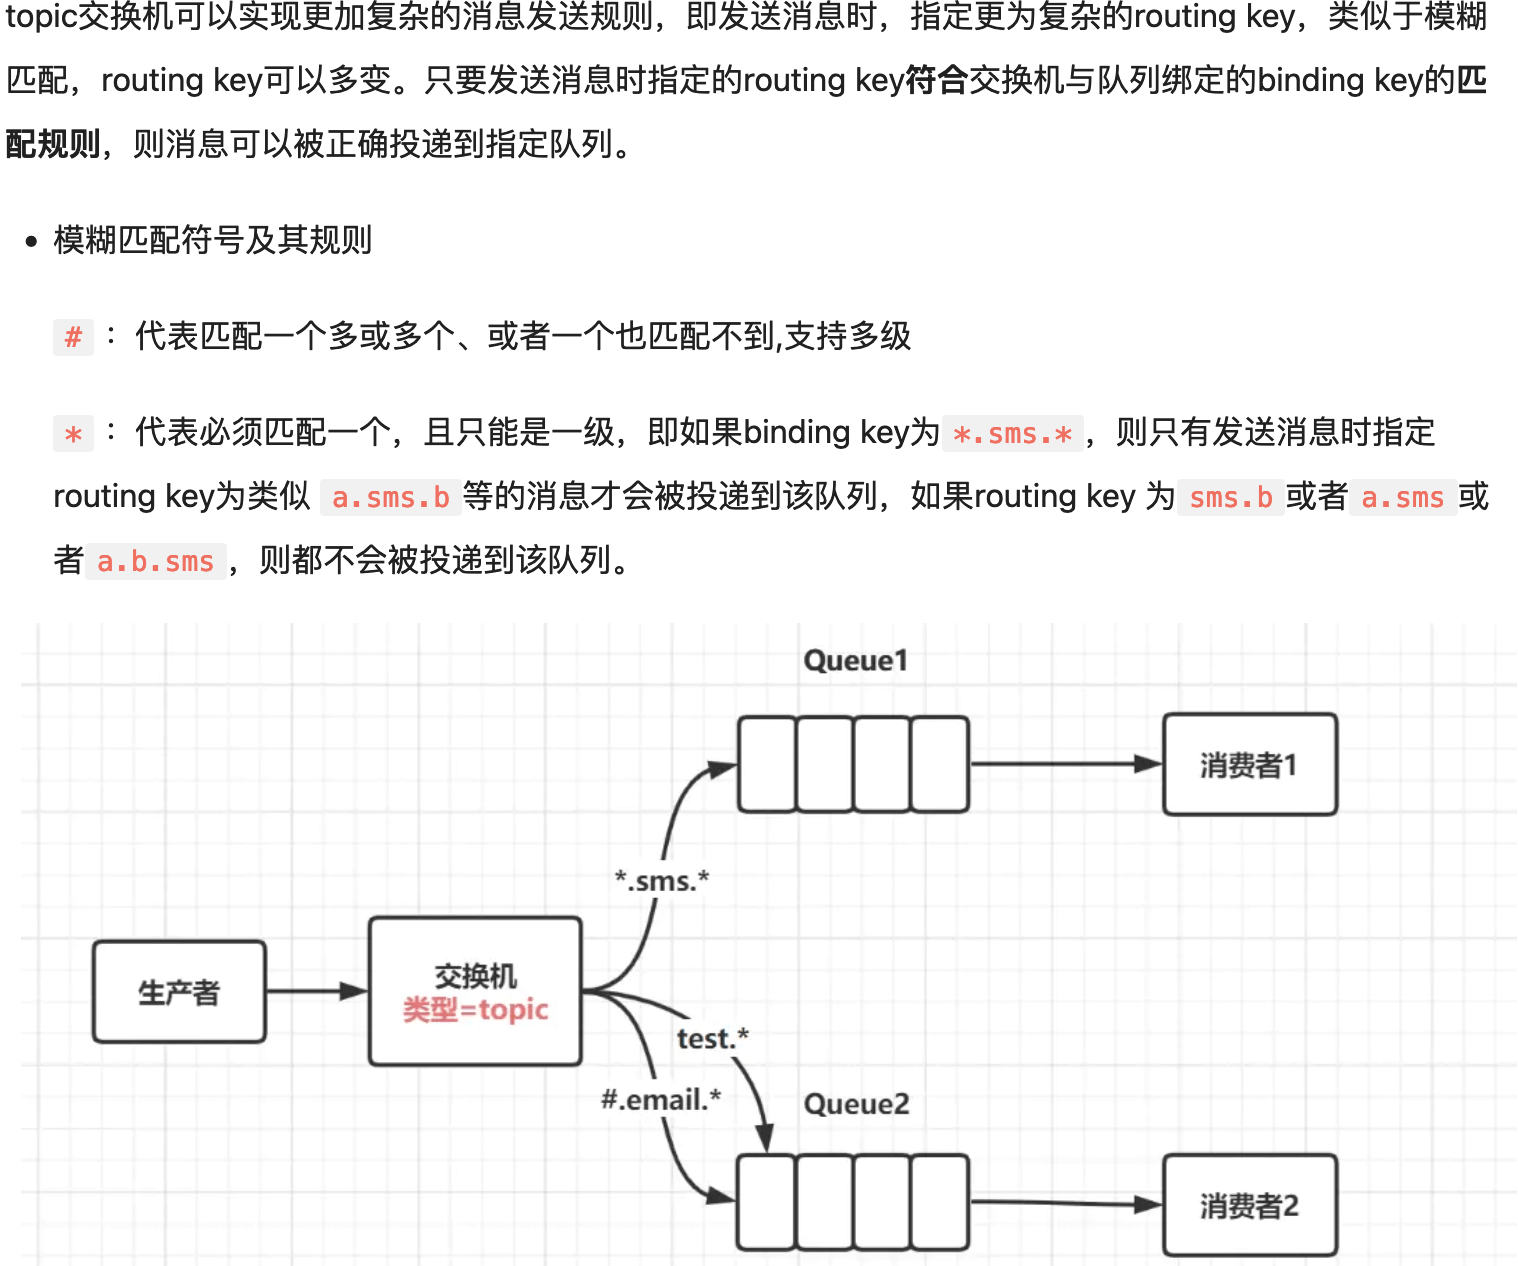 topic交换机可以实现更加复杂的消息发送规则，即发送消息时，指定更为复杂的routing key，类似于模糊
匹配，routing key可以多变。只要发送消息时指定的routing key符合交换机与队列绑定的binding key的匹
配规则，则消息可以被正确投递到指定队列。
• 模糊匹配符号及其规则
# ：代表匹配一个多或多个、或者一个也匹配不到,支持多级
* ：代表必须匹配一个，且只能是一级，即如果binding key为 *.sms.* ，则只有发送消息时指定
routing key为类似 a.sms.b 等的消息才会被投递到该队列，如果routing key 为 sms.b 或者 a.sms 或
者 a.b.sms ，则都不会被投递到该队列。
Queue1
消费者1
*.sms.*
生产者
交换机
类型=topic
test.*
#.email.*
Queue2
消费者2